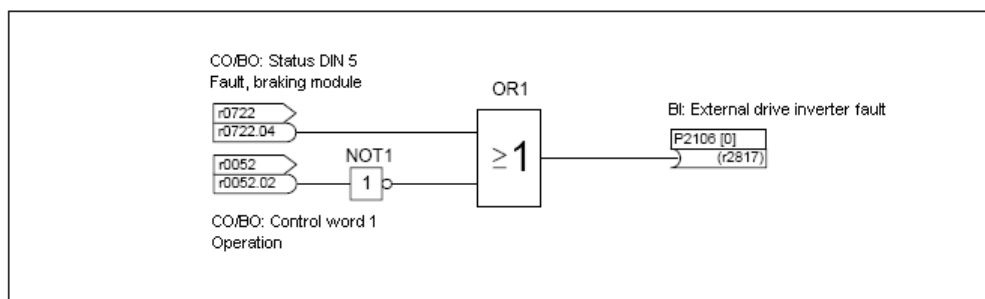 CO/BO: Status DIN 5
Fault, braking module
OR1
BI: External drive inverter fault
r0722
r0722.04
P2106 [0]
(r2817)
≥1
r0052
r0052.02
NOT1
1
CO/BO: Control word 1
Operation